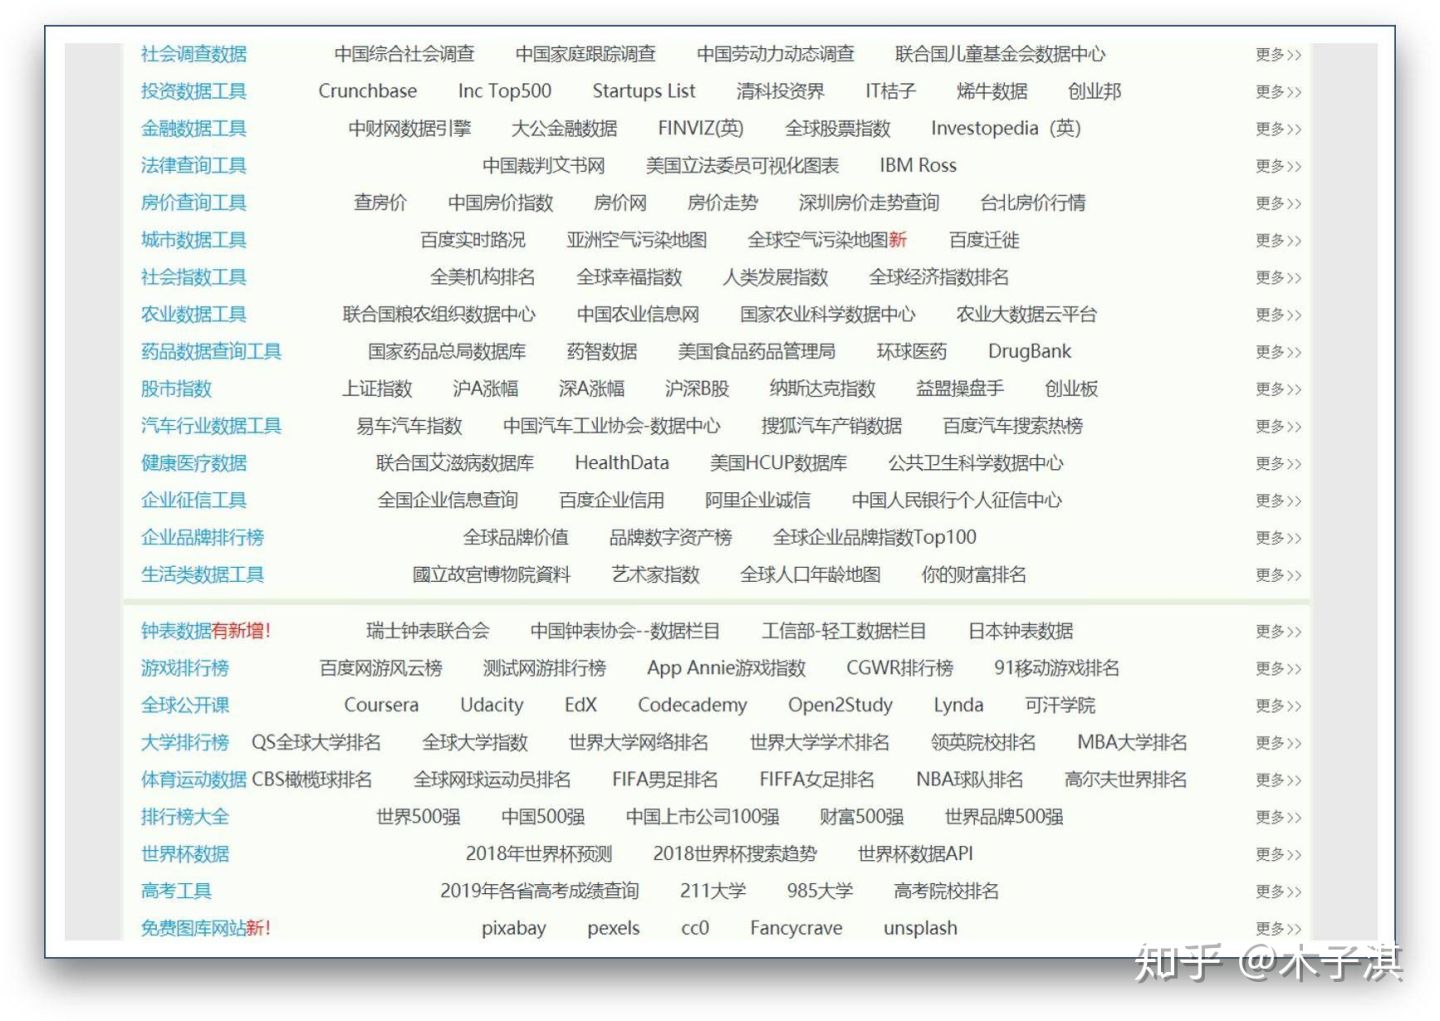 社会调查数据 中国综合社会调查 中国家庭跟踪调查 中国劳动力动态调查 联合国儿童基金会数据中心 更多>>
投资数据工具 Crunchbase Inc Top500 Startups List 清科投资界 IT桔子 烯牛数据 创业邦 更多>>
金融数据工具 中财网数据引擎 大公金融数据 FINVIZ(英) 全球股票指数 Investopedia（英） 更多>>
法律查询工具 中国裁判文书网 美国立法委员可视化图表 IBM Ross 更多>>
房价查询工具 查房价 中国房价指数 房价网 房价走势 深圳房价走势查询 台北房价行情 更多>>
城市数据工具 百度实时路况 亚洲空气污染地图 全球空气污染地图新 百度迁徙 更多>>
社会指数工具 全美机构排名 全球幸福指数 人类发展指数 全球经济指数排名 更多>>
农业数据工具 联合国粮农组织数据中心 中国农业信息网 国家农业科学数据中心 农业大数据云平台 更多>>
药品数据查询工具 国家药品总局数据库 药智数据 美国食品药品管理局 环球医药 DrugBank 更多>>
股市指数 上证指数 沪A涨幅 深A涨幅 沪深B股 纳斯达克指数 益盟操盘手 创业板 更多>>
汽车行业数据工具 易车汽车指数 中国汽车工业协会-数据中心 搜狐汽车产销数据 百度汽车搜索热榜 更多>>
健康医疗数据 联合国艾滋病数据库 HealthData 美国HCUP数据库 公共卫生科学数据中心 更多>>
企业征信工具 全国企业信息查询 百度企业信用 阿里企业诚信 中国人民银行个人征信中心 更多>>
企业品牌排行榜 全球品牌价值 品牌数字资产榜 全球企业品牌指数Top100 更多>>
生活类数据工具 國立故宫博物院資料 艺术家指数 全球人口年龄地图 你的财富排名 更多>>
钟表数据有新增！ 瑞士钟表联合会 中国钟表协会--数据栏目 工信部-轻工数据栏目 日本钟表数据 更多>>
游戏排行榜 百度网游风云榜 测试网游排行榜 App Annie游戏指数 CGWR排行榜 91移动游戏排名 更多>>
全球公开课 Coursera Udacity EdX Codecademy Open2Study Lynda 可汗学院 更多>>
大学排行榜 QS全球大学排名 全球大学指数 世界大学网络排名 世界大学学术排名 领英院校排名 MBA大学排名 更多>>
体育运动数据 CBS橄榄球排名 全球网球运动员排名 FIFA男足排名 FIFFA女足排名 NBA球队排名 高尔夫世界排名 更多>>
排行榜大全 世界500强 中国500强 中国上市公司100强 财富500强 世界品牌500强 更多>>
世界杯数据 2018年世界杯预测 2018世界杯搜索趋势 世界杯数据API 更多>>
高考工具 2019年各省高考成绩查询 211大学 985大学 高考院校排名 更多>>
免费图库网站新！ pixabay pexels cc0 Fancycrave unsplash 更多>>
知乎 @木子淇